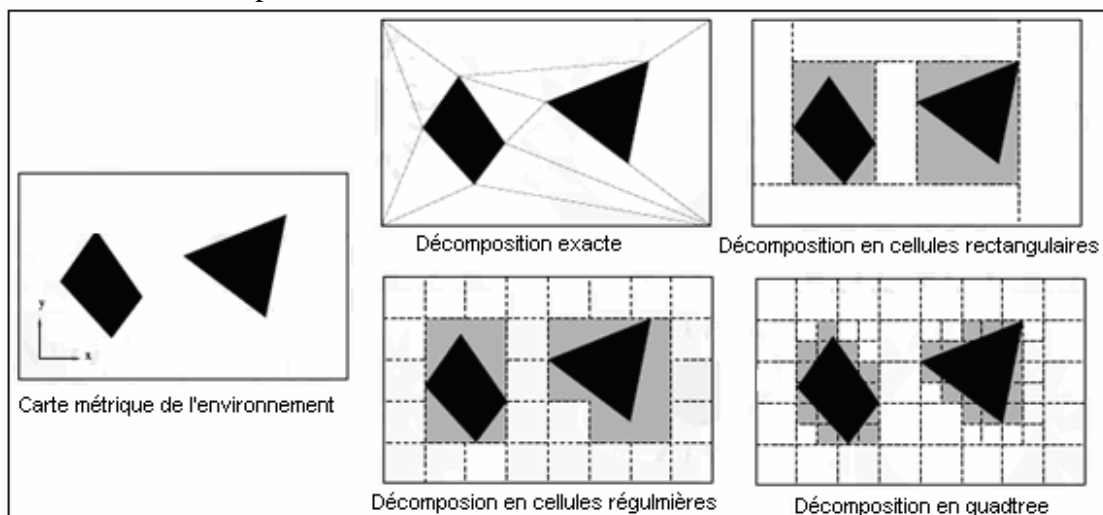 Décomposition exacte
Décomposition en cellules rectangulaires
y
x
Carte métrique de l'environnement
Décomposion en cellules régulmières
Décomposition en quadtree